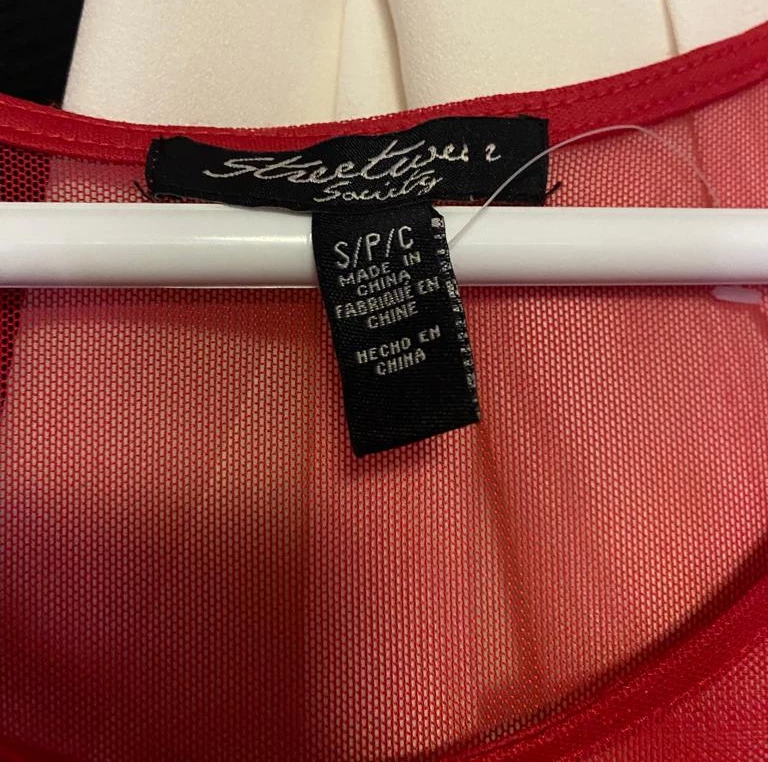 Streetwear
Society
S/P/C
MADE IN
CHINA
FABRIQUÉ EN
CHINE
HECHO EN
CHINA